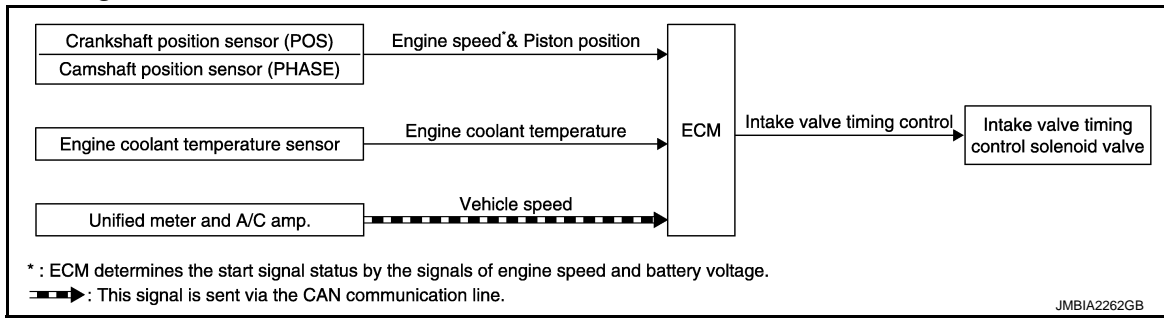 Crankshaft position sensor (POS)
Engine speed*& Piston position
Camshaft position sensor (PHASE)
Engine coolant temperature sensor
Engine coolant temperature
ECM
Intake valve timing control
Intake valve timing
control solenoid valve
Unified meter and A/C amp.
Vehicle speed
* : ECM determines the start signal status by the signals of engine speed and battery voltage.
: This signal is sent via the CAN communication line.
JMBIA2262GB